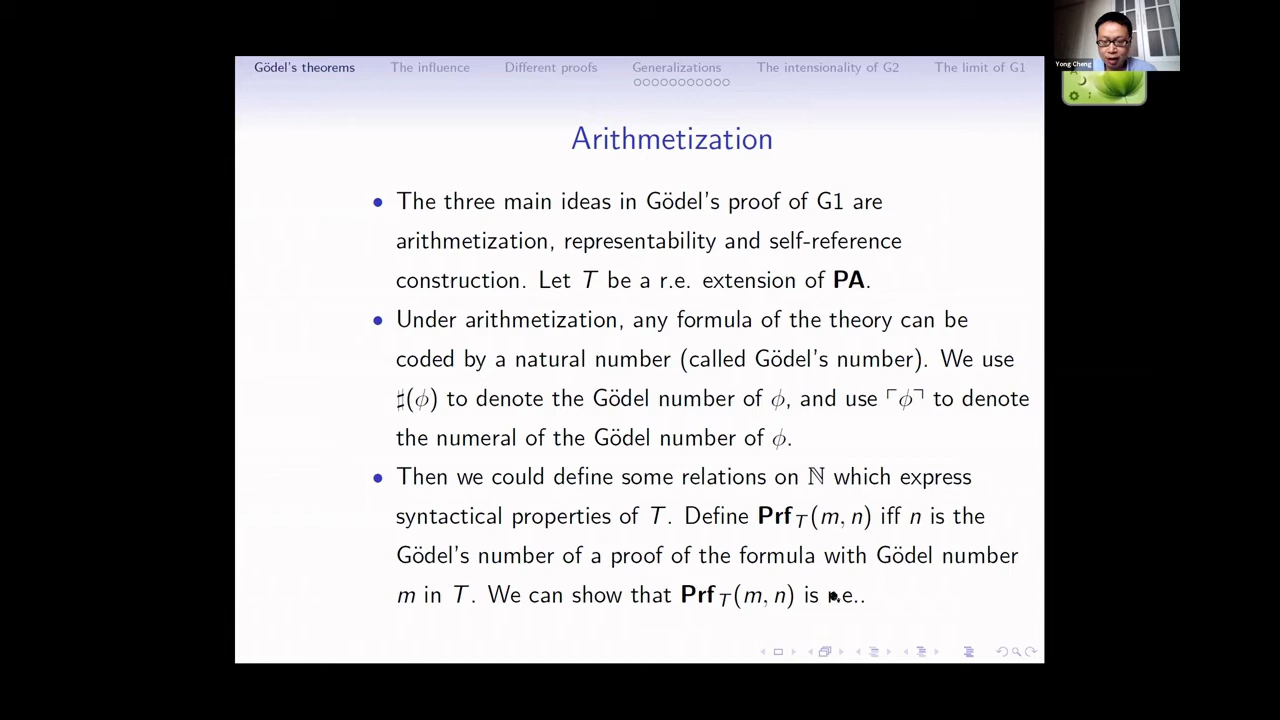 Gödel's theorems The influence Different proofs Generalizations The intensionality of G2 The limit of G1
Yong Cheng
Arithmetization
• The three main ideas in Gödel's proof of G1 are
arithmetization, representability and self-reference
construction. Let T be a r.e. extension of PA.
• Under arithmetization, any formula of the theory can be
coded by a natural number (called Gödel's number). We use
♯(ϕ) to denote the Gödel number of ϕ, and use ⌜ϕ⌝ to denote
the numeral of the Gödel number of ϕ.
• Then we could define some relations on ℕ which express
syntactical properties of T. Define Prf_T(m, n) iff n is the
Gödel's number of a proof of the formula with Gödel number
m in T. We can show that Prf_T(m, n) is r.e..